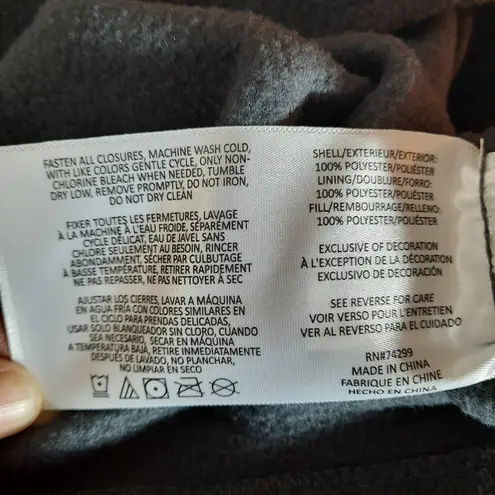 FASTEN ALL CLOSURES, MACHINE WASH COLD,
WITH LIKE COLORS GENTLE CYCLE, ONLY NON-
CHLORINE BLEACH WHEN NEEDED, TUMBLE
DRY LOW, REMOVE PROMPTLY, DO NOT IRON,
DO NOT DRY CLEAN
FIXER TOUTES LES FERMETURES, LAVAGE
À LA MACHINE À L'EAU FROIDE, SÉPARÉMENT
CYCLE DÉLICAT, EAU DE JAVEL SANS
CHLORE SEULEMENT AU BESOIN, RINCER
ABONDAMMENT, SÉCHER PAR CULBUTAGE
À BASSE TEMPÉRATURE, RETIRER RAPIDEMENT
NE PAS REPASSER, NE PAS NETTOYER À SEC
AJUSTAR LOS CIERRES, LAVAR A MÁQUINA
EN AGUA FRÍA CON COLORES SIMILARES EN
EL CICLO PARA PRENDAS DELICADAS,
USAR SOLO BLANQUEADOR SIN CLORO, CUANDO
SEA NECESARIO, SECAR EN MÁQUINA
A TEMPERATURA BAJA, RETIRE INMEDIATAMENTE
DESPUÉS DE LAVADO, NO PLANCHAR,
NO LIMPIAR EN SECO
SHELL/EXTERIEUR/EXTERIOR:
100% POLYESTER/POLIÉSTER
LINING/DOUBLURE/FORRO:
100% POLYESTER/POLIÉSTER
FILL/REMBOURRAGE/RELLENO:
100% POLYESTER/POLIÉSTER
EXCLUSIVE OF DECORATION
À L'EXCEPTION DE LA DÉCORATION
EXCLUSIVO DE DECORACIÓN
SEE REVERSE FOR CARE
VOIR VERSO POUR L'ENTRETIEN
VER AL REVERSO PARA EL CUIDADO
RN#74299
MADE IN CHINA
FABRIQUE EN CHINE
HECHO EN CHINA